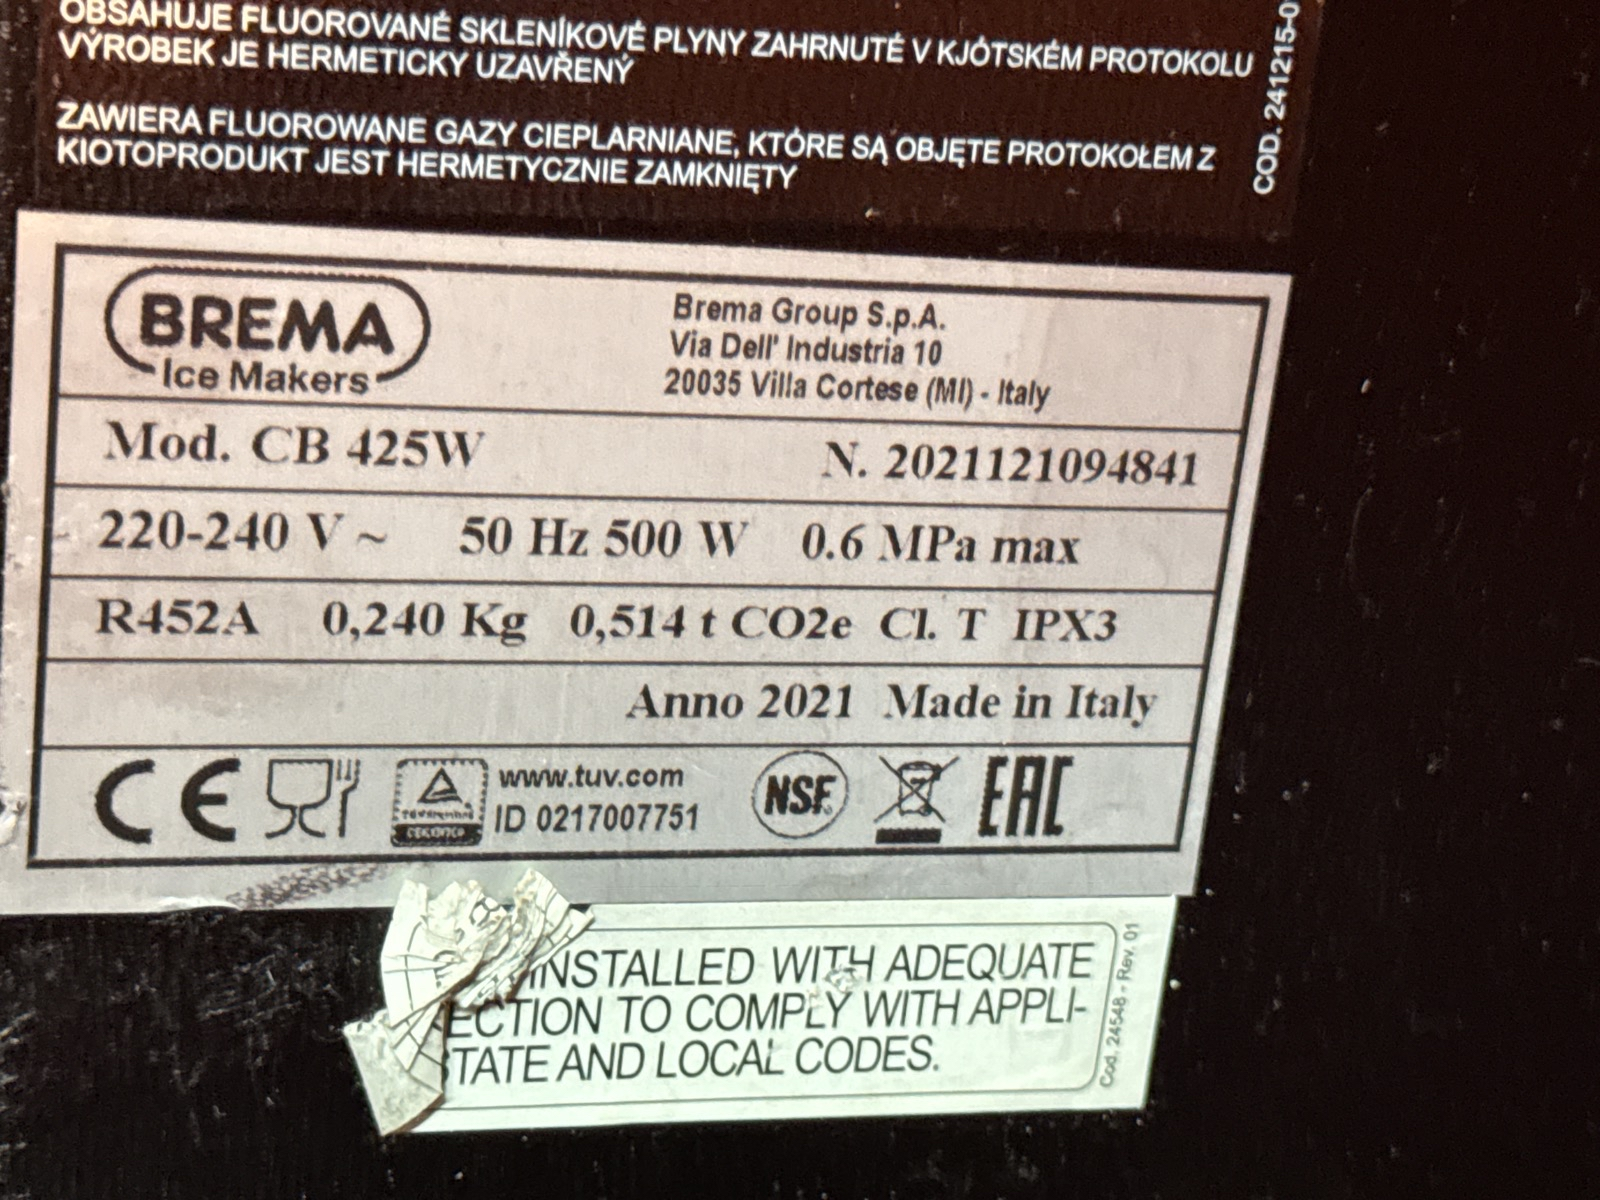 OBSAHUJE FLUOROVANÉ SKLENÍKOVÉ PLYNY ZAHRNUTÉ V KJÓTSKÉM PROTOKOLU
VÝROBEK JE HERMETICKY UZAVŘENÝ
ZAWIERA FLUOROWANE GAZY CIEPLARNIANE, KTÓRE SĄ OBJĘTE PROTOKOŁEM Z
KIOTOPRODUKT JEST HERMETYCZNIE ZAMKNIĘTY
COD. 241215-0
BREMA
Ice Makers
Brema Group S.p.A.
Via Dell' Industria 10
20035 Villa Cortese (MI) - Italy
Mod. CB 425W N. 2021121094841
220-240 V ~ 50 Hz 500 W 0.6 MPa max
R452A 0,240 Kg 0,514 t CO2e Cl. T IPX3
Anno 2021 Made in Italy
CE
www.tuv.com
ID 0217007751
NSF
EAC
INSTALLED WITH ADEQUATE
ECTION TO COMPLY WITH APPLI-
STATE AND LOCAL CODES.
Cod. 24548 - Rev. 01